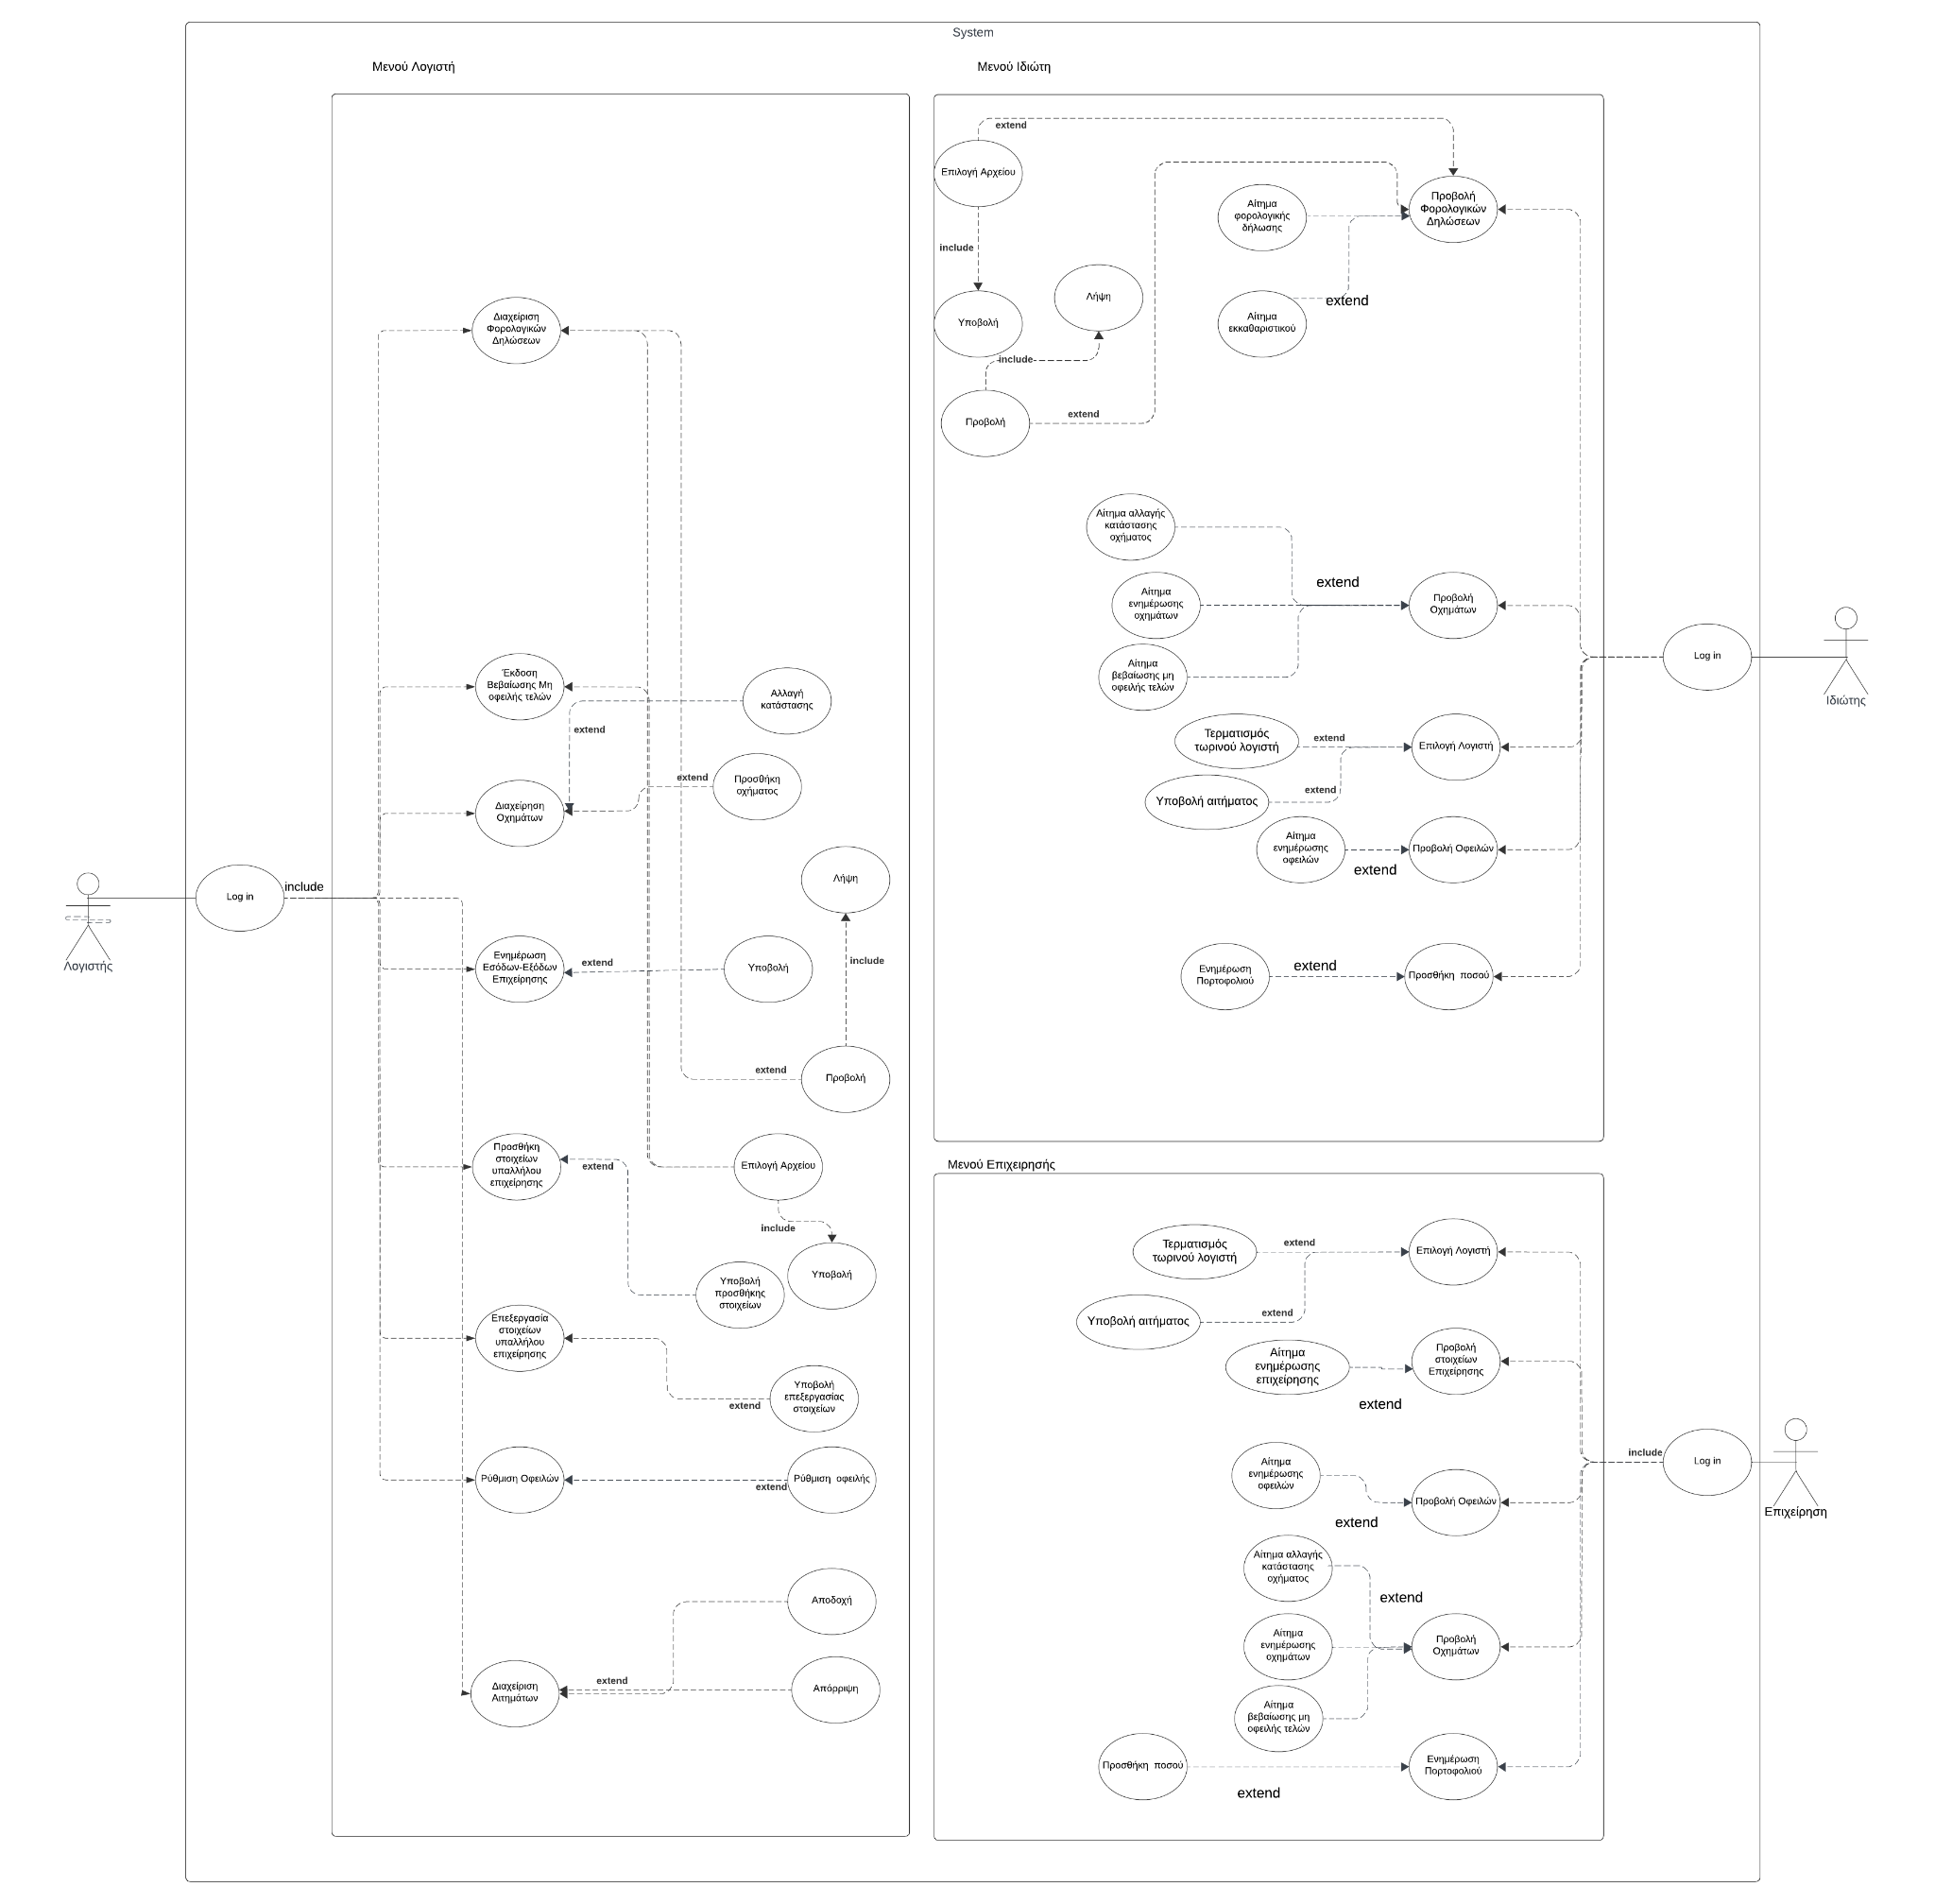 System
Μενού Λογιστή
Μενού Ιδιώτη
extend
Επιλογή Αρχείου
include
Υποβολή
Λήψη
include
Προβολή
extend
Αίτημα
φορολογικής
δήλωσης
Αίτημα
εκκαθαριστικού
extend
Προβολή
Φορολογικών
Δηλώσεων
Αίτημα αλλαγής
κατάστασης
οχήματος
Αίτημα
ενημέρωσης
οχημάτων
Αίτημα
βεβαίωσης μη
οφειλής τελών
extend
Προβολή
Οχημάτων
Τερματισμός
τωρινού λογιστή
extend
Υποβολή αιτήματος
extend
Επιλογή Λογιστή
Αίτημα
ενημέρωσης
οφειλών
extend
Προβολή Οφειλών
Ενημέρωση
Πορτοφολιού
extend
Προσθήκη ποσού
Log in
Ιδιώτης
Διαχείριση
Φορολογικών
Δηλώσεων
Έκδοση
Βεβαίωσης Μη
οφειλής τελών
Αλλαγή
κατάστασης
extend
Προσθήκη
οχήματος
extend
Διαχείρηση
Οχημάτων
Λογιστής
Log in
include
Λήψη
include
Ενημέρωση
Εσόδων-Εξόδων
Επιχείρησης
extend
Υποβολή
extend
Προβολή
Προσθήκη
στοιχείων
υπαλλήλου
επιχείρησης
extend
Επιλογή Αρχείου
include
Υποβολή
Υποβολή
προσθήκης
στοιχείων
Επεξεργασία
στοιχείων
υπαλλήλου
επιχείρησης
Υποβολή
επεξεργασίας
στοιχείων
extend
Ρύθμιση Οφειλών
extend
Ρύθμιση οφειλής
Αποδοχή
extend
Απόρριψη
Διαχείριση
Αιτημάτων
Μενού Επιχειρησής
Τερματισμός
τωρινού λογιστή
extend
Υποβολή αιτήματος
extend
Επιλογή Λογιστή
Αίτημα
ενημέρωσης
επιχείρησης
extend
Προβολή
στοιχείων
Επιχείρησης
Αίτημα
ενημέρωσης
οφειλών
extend
Προβολή Οφειλών
Αίτημα αλλαγής
κατάστασης
οχήματος
extend
Αίτημα
ενημέρωσης
οχημάτων
Προβολή
Οχημάτων
Αίτημα
βεβαίωσης μη
οφειλής τελών
Προσθήκη ποσού
extend
Ενημέρωση
Πορτοφολιού
include
Log in
Επιχείρηση